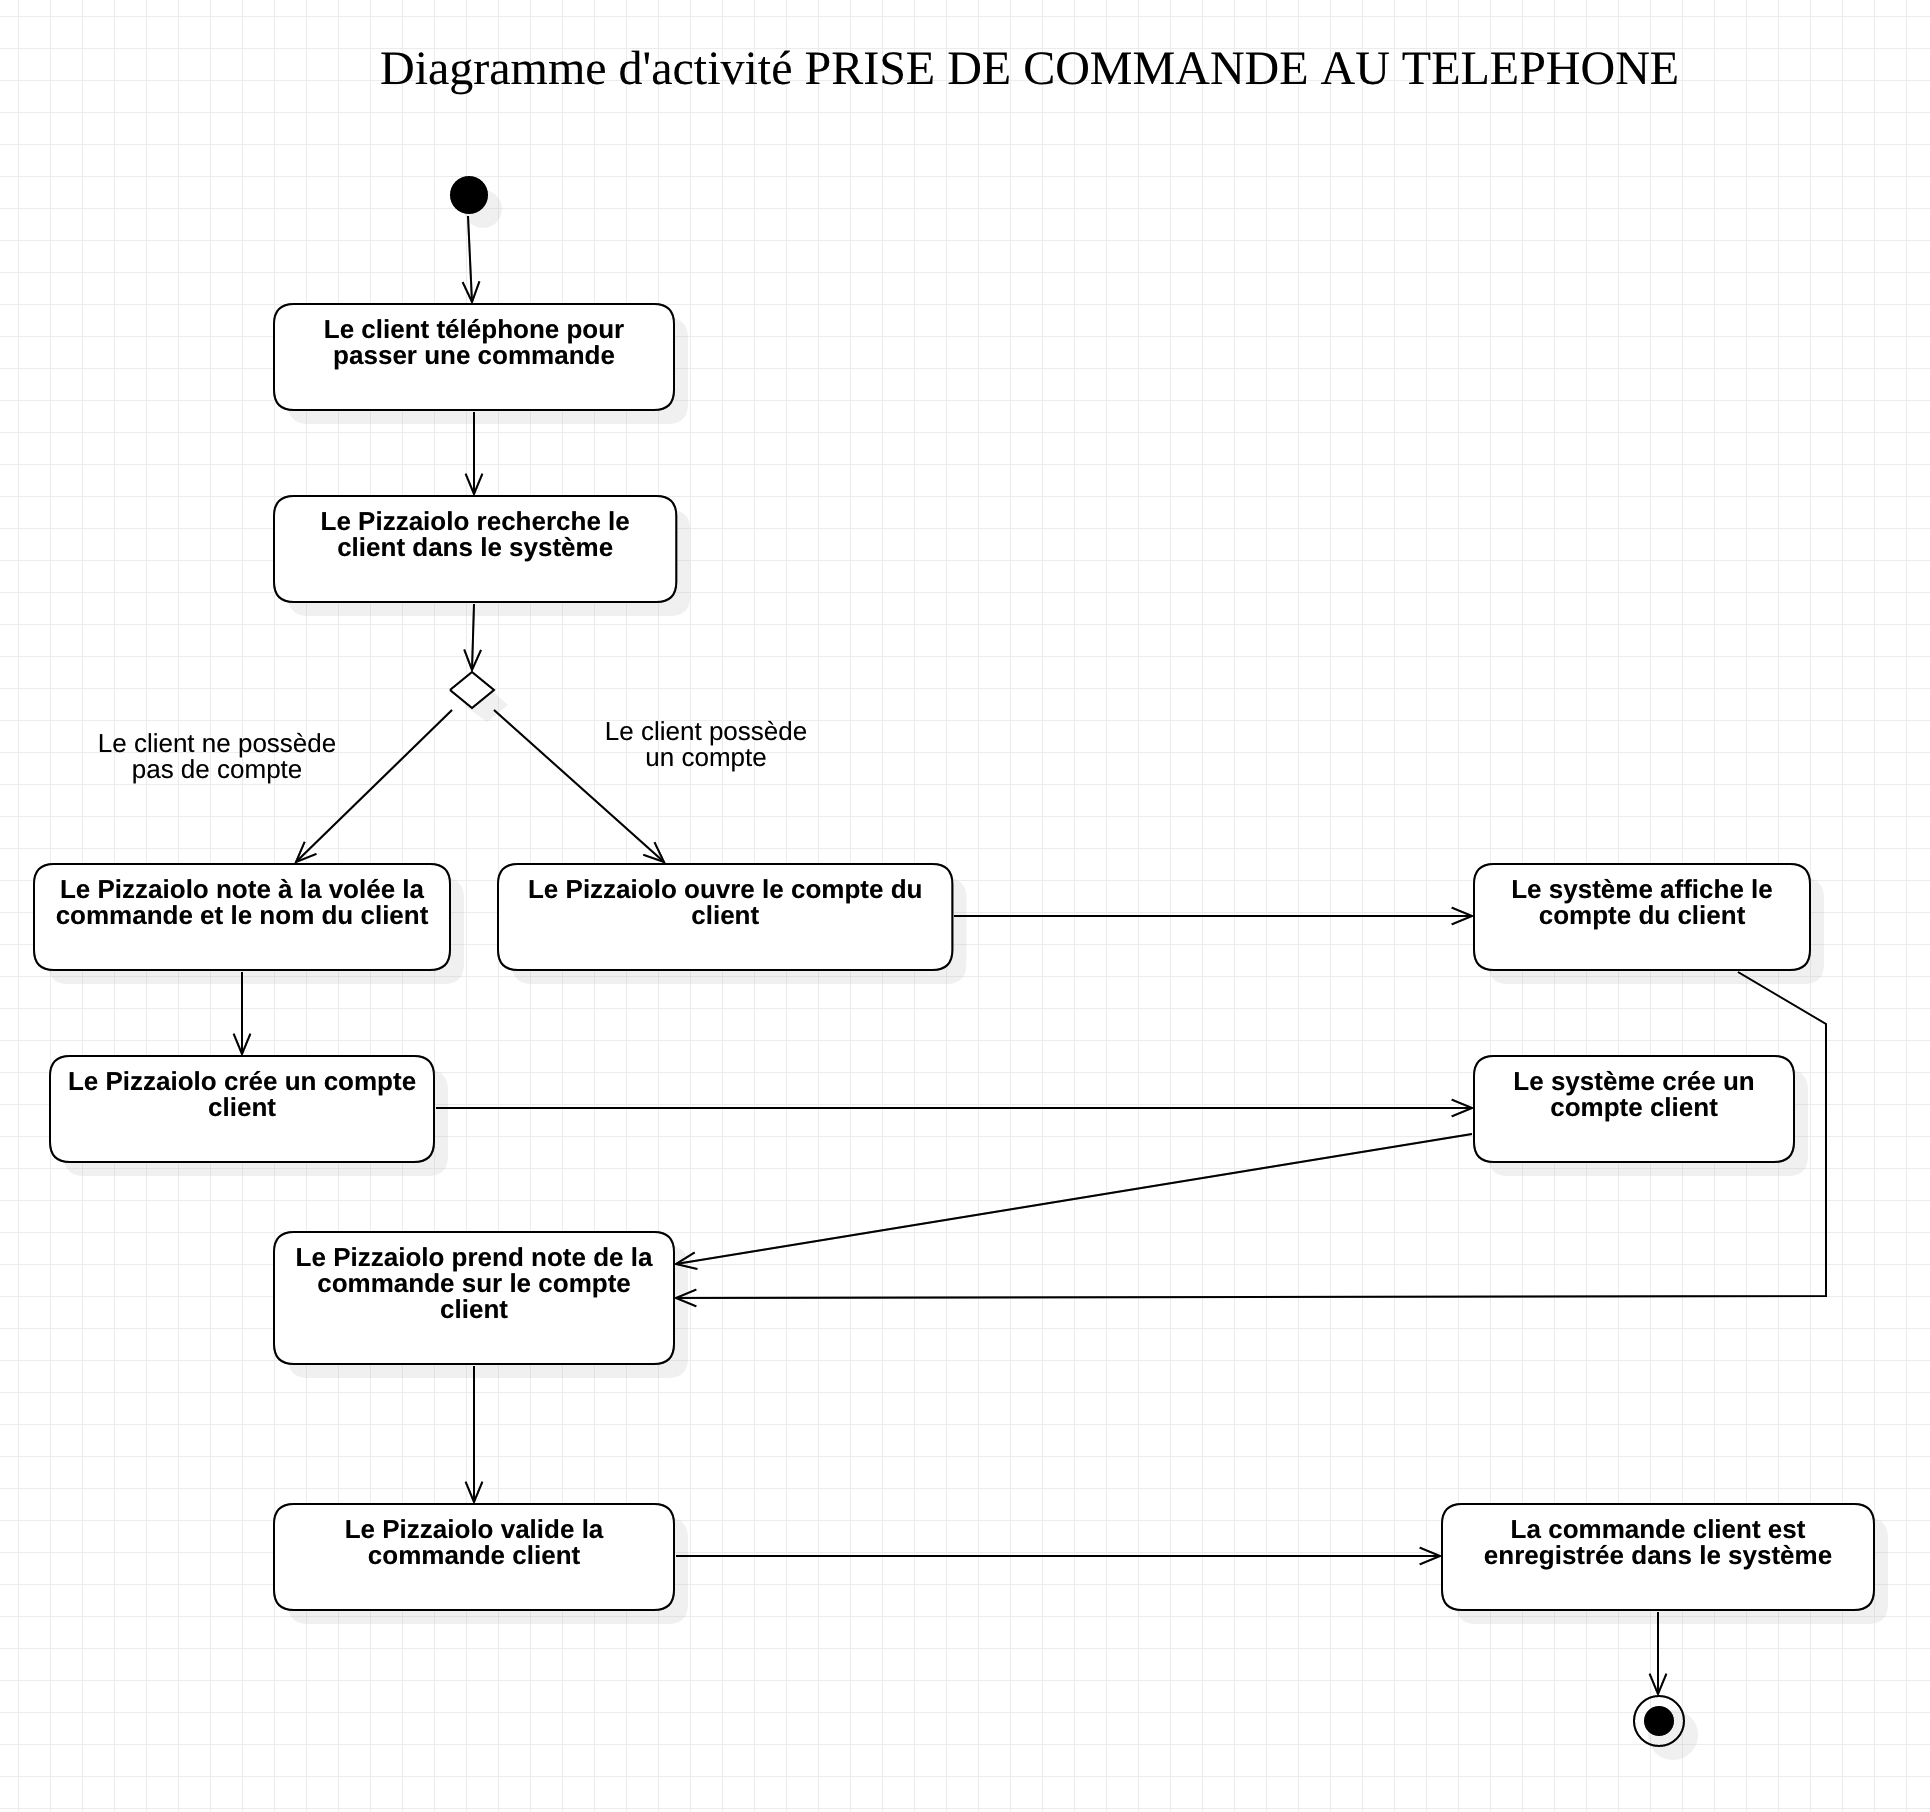 Diagramme d'activité PRISE DE COMMANDE AU TELEPHONE
Le client téléphone pour
passer une commande
Le Pizzaiolo recherche le
client dans le système
Le client ne possède
pas de compte
Le client possède
un compte
Le Pizzaiolo note à la volée la
commande et le nom du client
Le Pizzaiolo ouvre le compte du
client
Le système affiche le
compte du client
Le Pizzaiolo crée un compte
client
Le système crée un
compte client
Le Pizzaiolo prend note de la
commande sur le compte
client
Le Pizzaiolo valide la
commande client
La commande client est
enregistrée dans le système